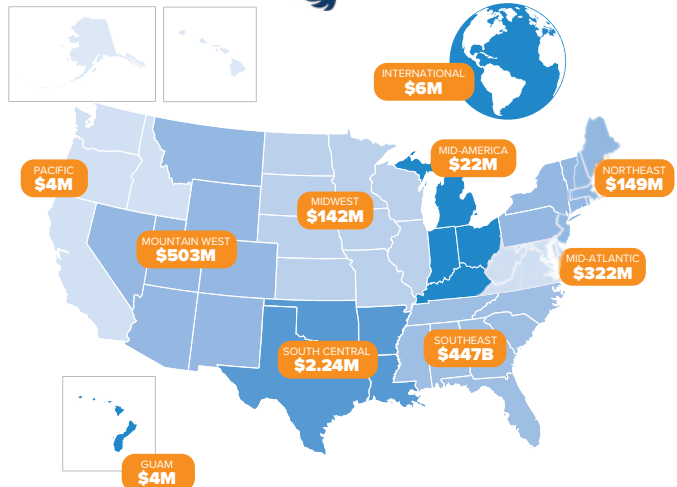 INTERNATIONAL
$6M
MID-AMERICA
$22M
PACIFIC
$4M
NORTHEAST
$149M
MIDWEST
$142M
MOUNTAIN WEST
$503M
MID-ATLANTIC
$322M
SOUTHEAST
$447B
SOUTH CENTRAL
$2.24M
GUAM
$4M